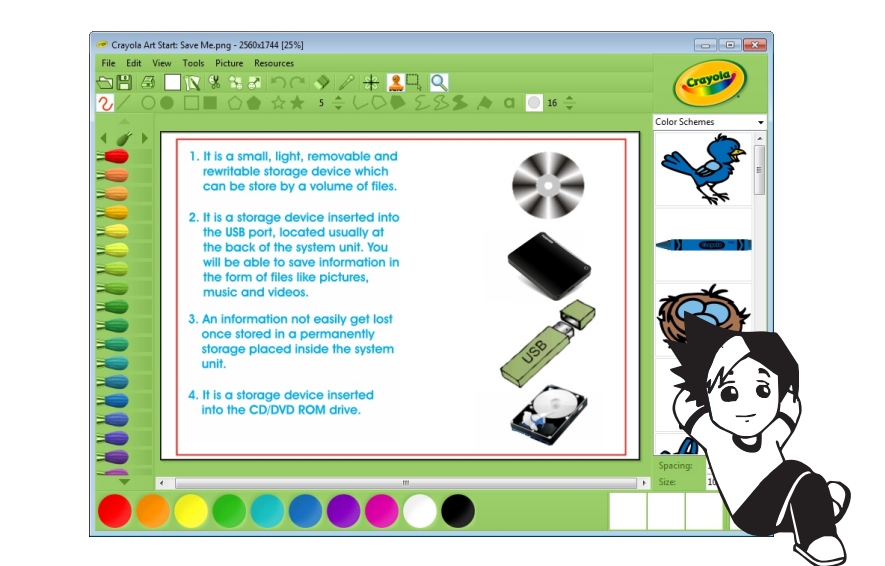 Crayola Art Start: Save Me.png - 2560x1744 [25%]
File Edit View Tools Picture Resources
5
16
Crayola
Color Schemes
1. It is a small, light, removable and
rewritable storage device which
can be store by a volume of files.
2. It is a storage device inserted into
the USB port, located usually at
the back of the system unit. You
will be able to save information in
the form of files like pictures,
music and videos.
3. An information not easily get lost
once stored in a permanently
storage placed inside the system
unit.
4. It is a storage device inserted
into the CD/DVD ROM drive.
USB
Spacing:
Size: